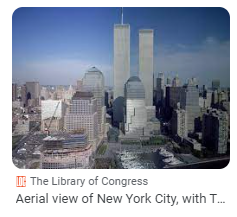 The Library of Congress
Aerial view of New York City, with T...